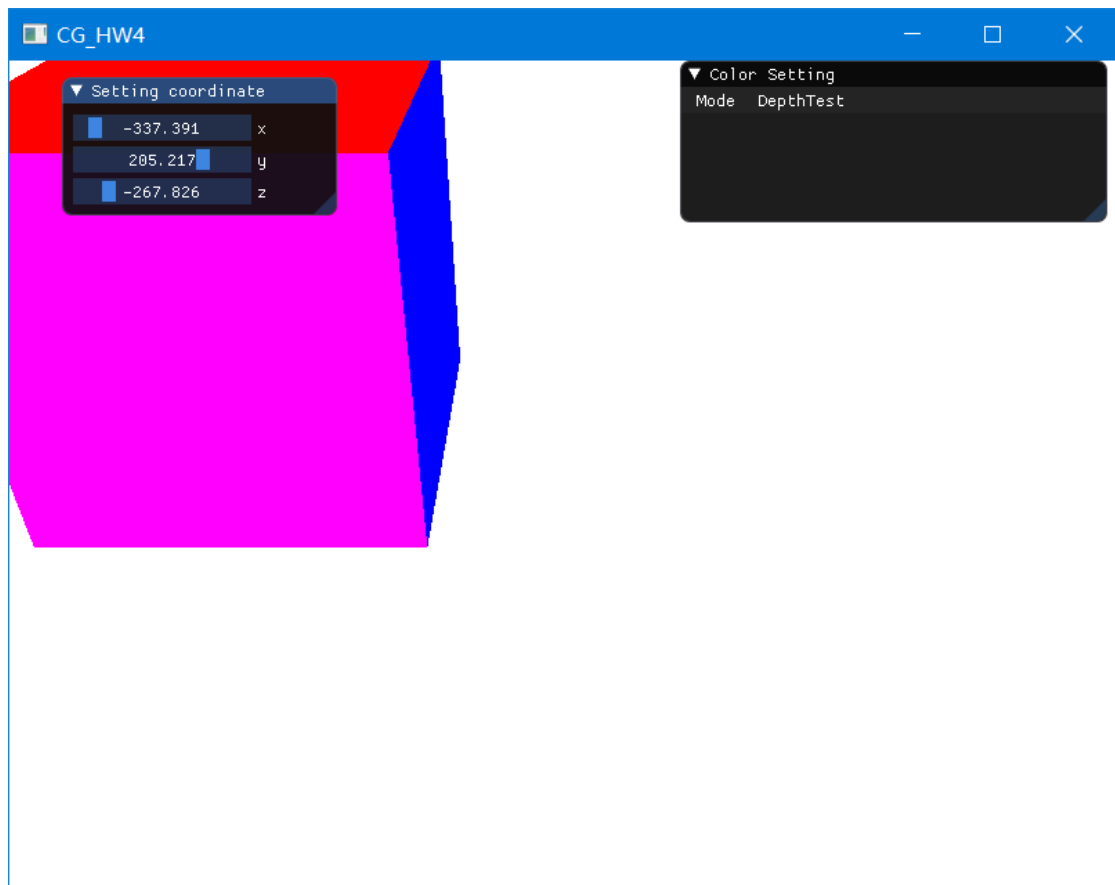 CG_HW4
Setting coordinate
-337.391 x
205.217 y
-267.826 z
Color Setting
Mode DepthTest